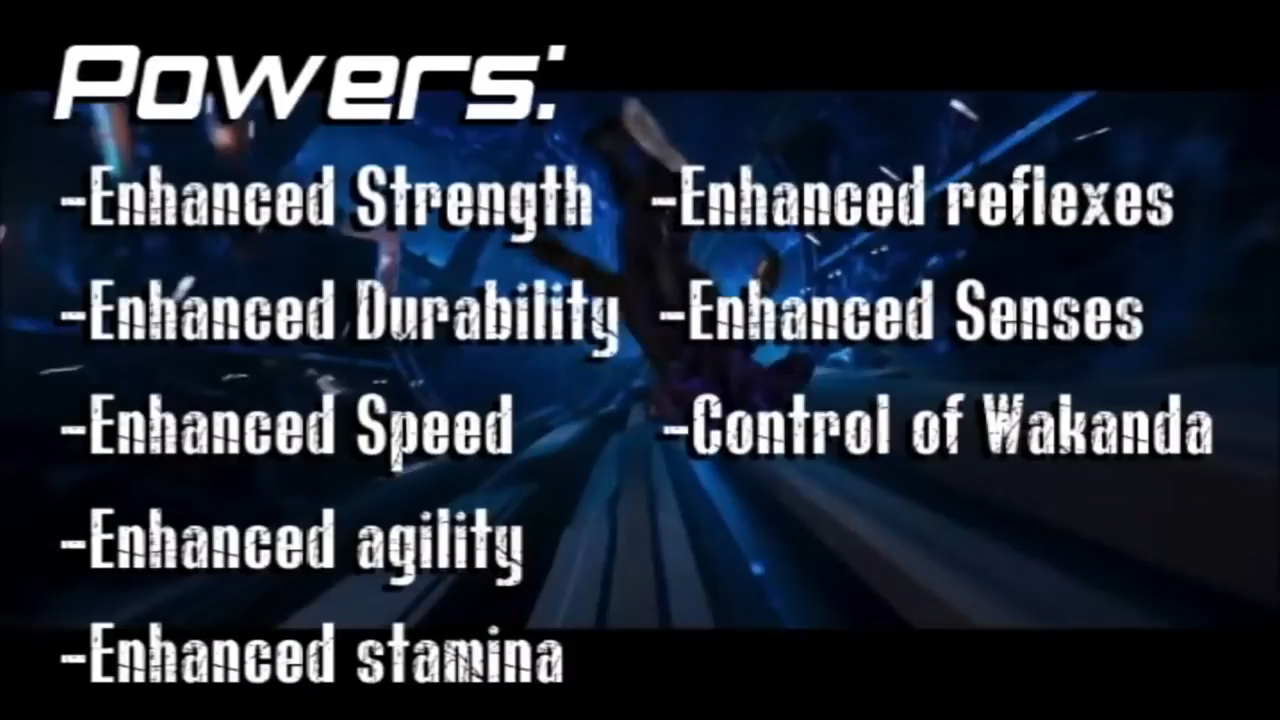 Powers:
-Enhanced Strength
-Enhanced Durability
-Enhanced Speed
-Enhanced agility
-Enhanced stamina
-Enhanced reflexes
-Enhanced Senses
-Control of Wakanda